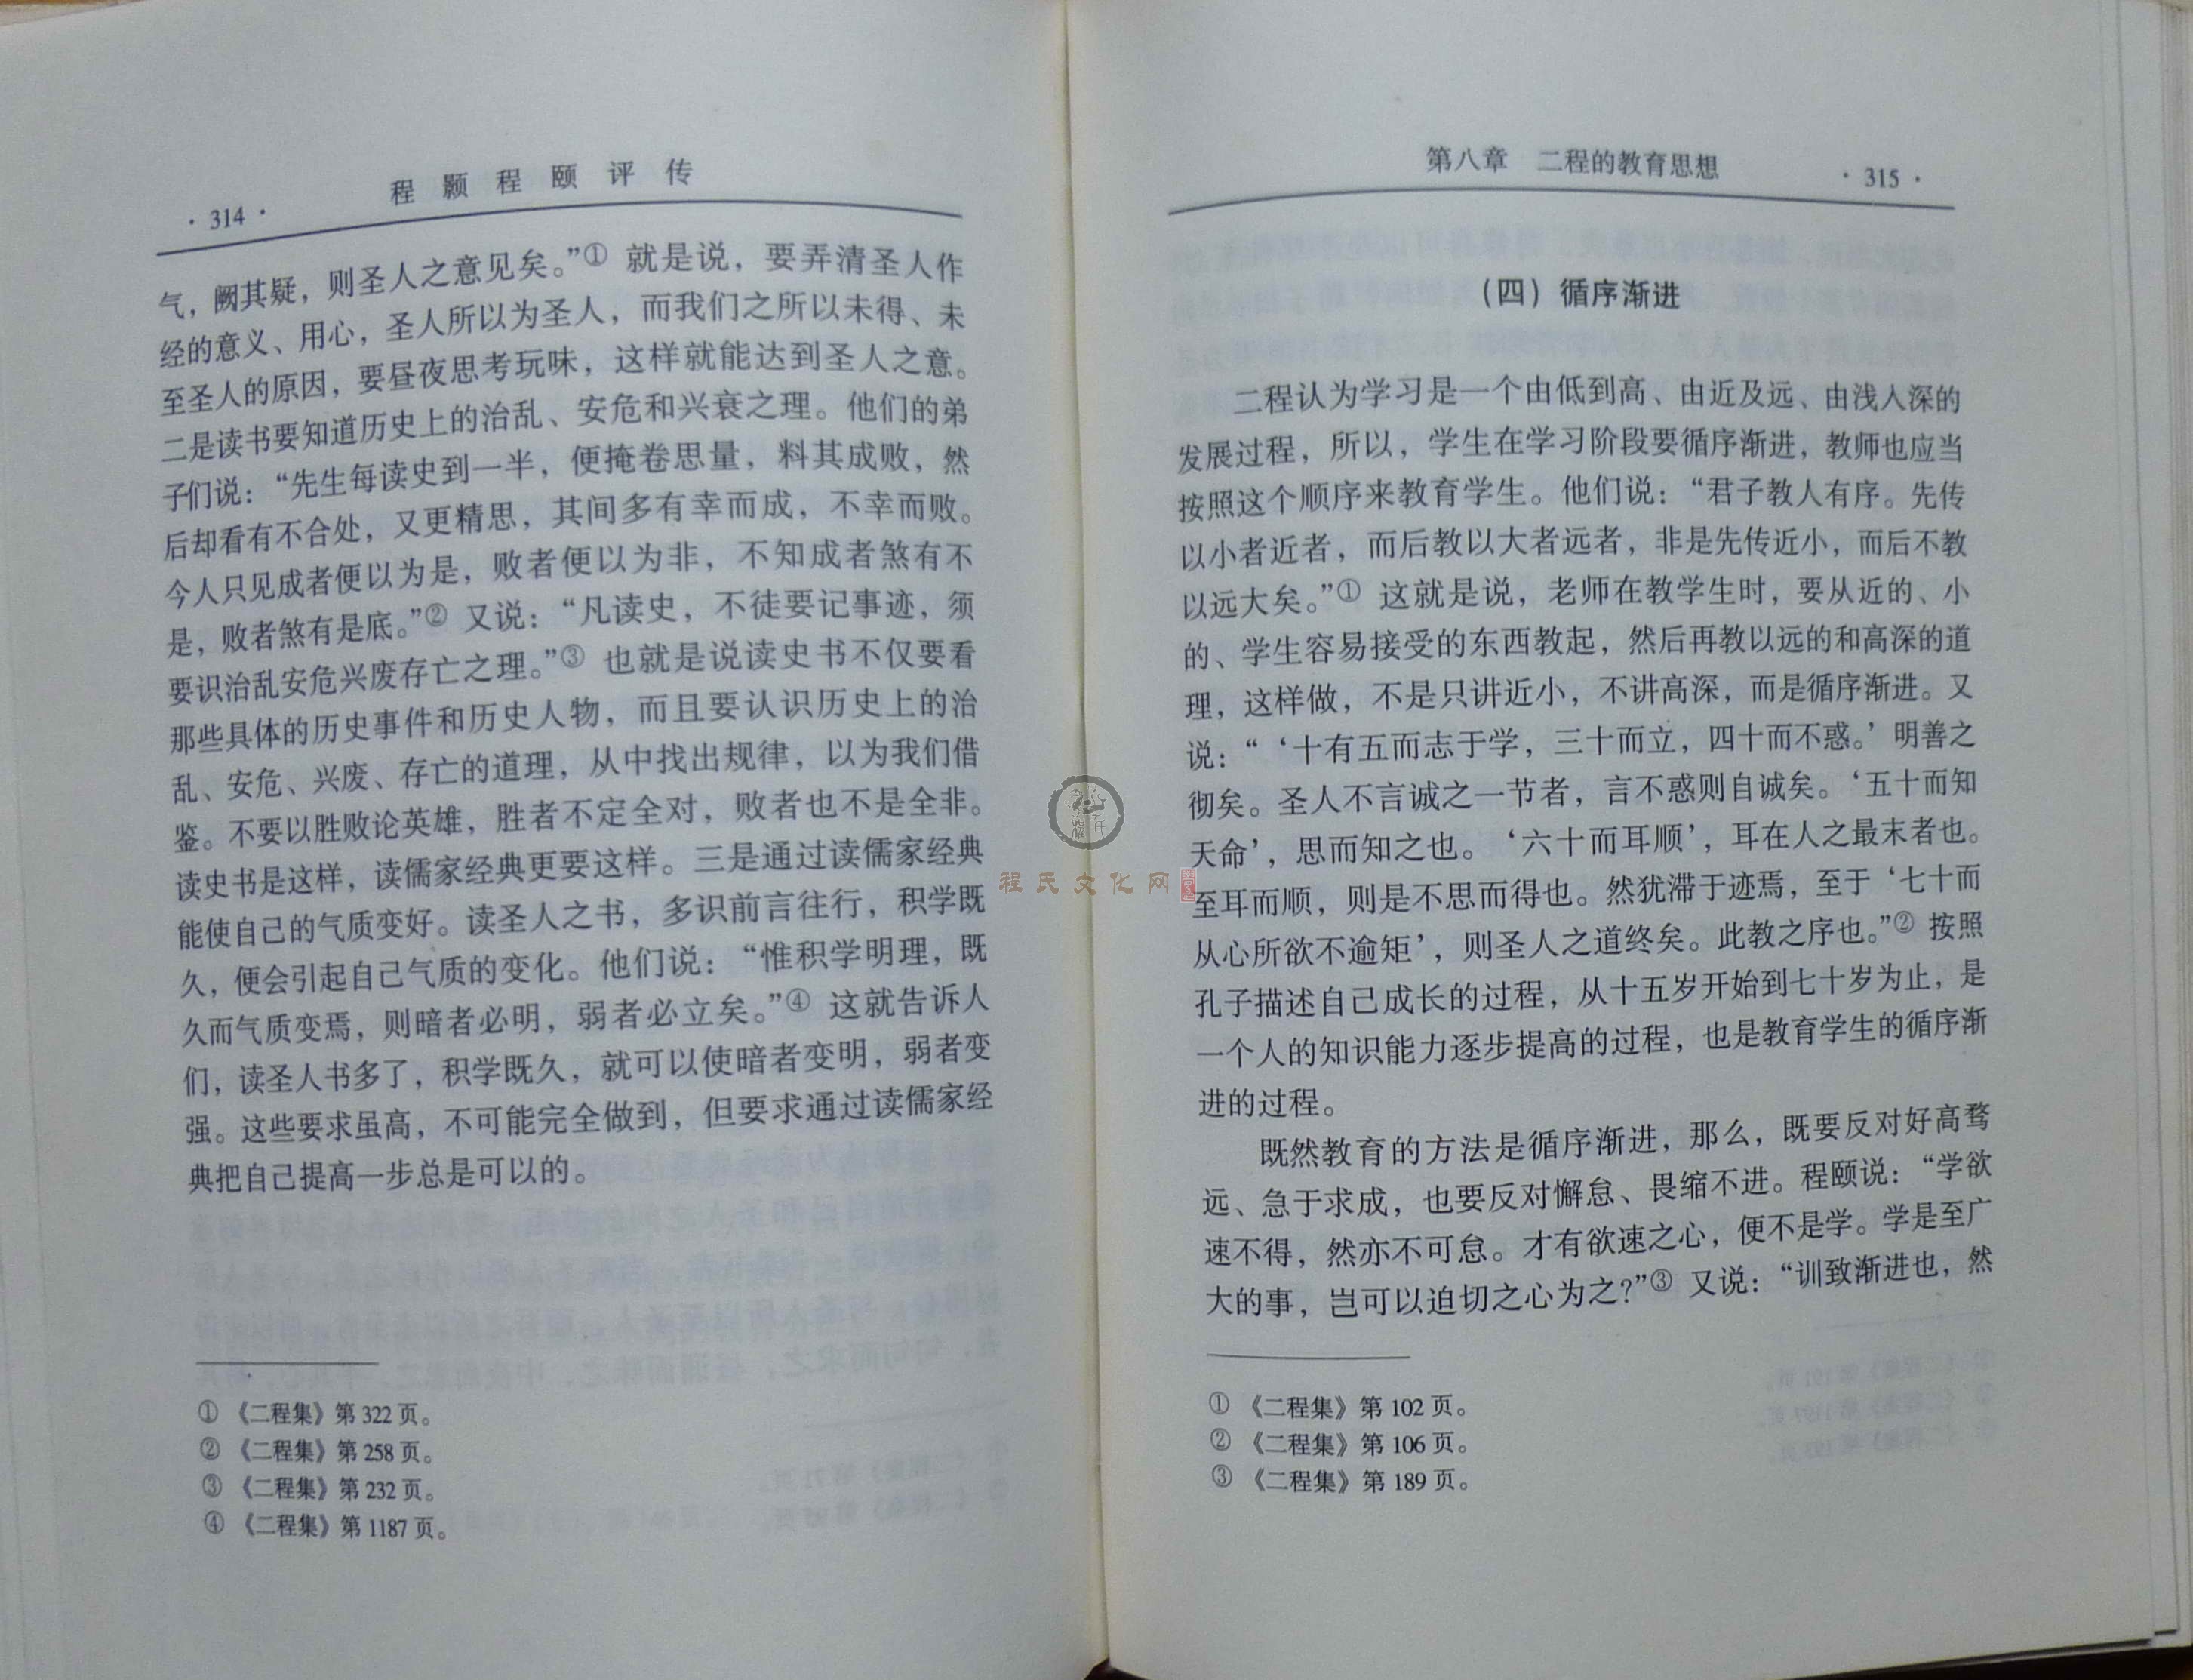 · 314 ·
程颢程颐评传
气，阙其疑，则圣人之意见矣。”① 就是说，要弄清圣人作
经的意义、用心，圣人所以为圣人，而我们之所以未得、未
至圣人的原因，要昼夜思考玩味，这样就能达到圣人之意。
二是读书要知道历史上的治乱、安危和兴衰之理。他们的弟
子们说：“先生每读史到一半，便掩卷思量，料其成败，然
后却看有不合处，又更精思，其间多有幸而成，不幸而败。
今人只见成者便以为是，败者便以为非，不知成者煞有不
是，败者煞有是底。”② 又说：“凡读史，不徒要记事迹，须
要识治乱安危兴废存亡之理。”③ 也就是说读史书不仅要看
那些具体的历史事件和历史人物，而且要认识历史上的治
乱、安危、兴废、存亡的道理，从中找出规律，以为我们借
鉴。不要以胜败论英雄，胜者不定全对，败者也不是全非。
读史书是这样，读儒家经典更要这样。三是通过读儒家经典
能使自己的气质变好。读圣人之书，多识前言往行，积学既
久，便会引起自己气质的变化。他们说：“惟积学明理，既
久而气质变焉，则暗者必明，弱者必立矣。”④ 这就告诉人
们，读圣人书多了，积学既久，就可以使暗者变明，弱者变
强。这些要求虽高，不可能完全做到，但要求通过读儒家经
典把自己提高一步总是可以的。
① 《二程集》第 322 页。
② 《二程集》第 258 页。
③ 《二程集》第 232 页。
④ 《二程集》第 1187 页。
程氏文化网
第八章　二程的教育思想
· 315 ·
（四）循序渐进
二程认为学习是一个由低到高、由近及远、由浅入深的
发展过程，所以，学生在学习阶段要循序渐进，教师也应当
按照这个顺序来教育学生。他们说：“君子教人有序。先传
以小者近者，而后教以大者远者，非是先传近小，而后不教
以远大矣。”① 这就是说，老师在教学生时，要从近的、小
的、学生容易接受的东西教起，然后再教以远的和高深的道
理，这样做，不是只讲近小，不讲高深，而是循序渐进。又
说：“‘十有五而志于学，三十而立，四十而不惑。’明善之
彻矣。圣人不言诚之一节者，言不惑则自诚矣。‘五十而知
天命’，思而知之也。‘六十而耳顺’，耳在人之最末者也。
至耳而顺，则是不思而得也。然犹滞于迹焉，至于‘七十而
从心所欲不逾矩’，则圣人之道终矣。此教之序也。”② 按照
孔子描述自己成长的过程，从十五岁开始到七十岁为止，是
一个人的知识能力逐步提高的过程，也是教育学生的循序渐
进的过程。
既然教育的方法是循序渐进，那么，既要反对好高骛
远、急于求成，也要反对懈怠、畏缩不进。程颐说：“学欲
速不得，然亦不可怠。才有欲速之心，便不是学。学是至广
大的事，岂可以迫切之心为之？”③ 又说：“训致渐进也，然
① 《二程集》第 102 页。
② 《二程集》第 106 页。
③ 《二程集》第 189 页。